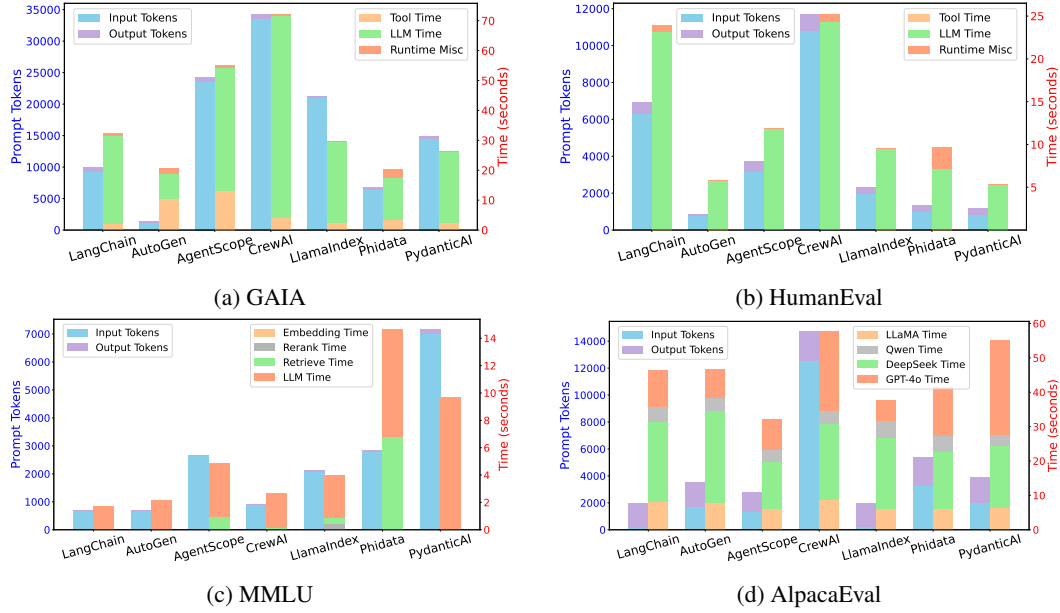 Input Tokens
Output Tokens
Tool Time
LLM Time
Runtime Misc
Prompt Tokens
Time (seconds)
35000
30000
25000
20000
15000
10000
5000
0
70
60
50
40
30
20
10
0
LangChain
AutoGen
AgentScope
CrewAI
LlamaIndex
Phidata
PydanticAI
(a) GAIA
Input Tokens
Output Tokens
Tool Time
LLM Time
Runtime Misc
Prompt Tokens
Time (seconds)
12000
10000
8000
6000
4000
2000
0
25
20
15
10
5
LangChain
AutoGen
AgentScope
CrewAI
LlamaIndex
Phidata
PydanticAI
(b) HumanEval
Input Tokens
Output Tokens
Embedding Time
Rerank Time
Retrieve Time
LLM Time
Prompt Tokens
Time (seconds)
7000
6000
5000
4000
3000
2000
1000
0
14
12
10
8
6
4
2
0
LangChain
AutoGen
AgentScope
CrewAI
LlamaIndex
Phidata
PydanticAI
(c) MMLU
Input Tokens
Output Tokens
LLaMA Time
Qwen Time
DeepSeek Time
GPT-4o Time
Prompt Tokens
Time (seconds)
14000
12000
10000
8000
6000
4000
2000
0
60
50
40
30
20
10
0
LangChain
AutoGen
AgentScope
CrewAI
LlamaIndex
Phidata
PydanticAI
(d) AlpacaEval